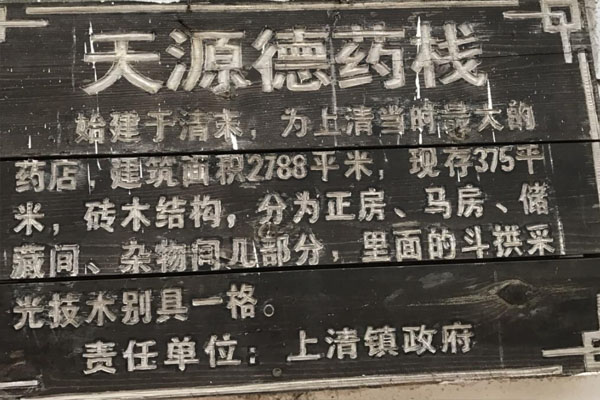 天源德药栈
始建于清末，为上清当时最大的
药店，建筑面积2788平米，现存375平
米，砖木结构，分为正房、马房、储
藏间、杂物间几部分，里面的斗拱采
光技术别具一格。
责任单位：上清镇政府